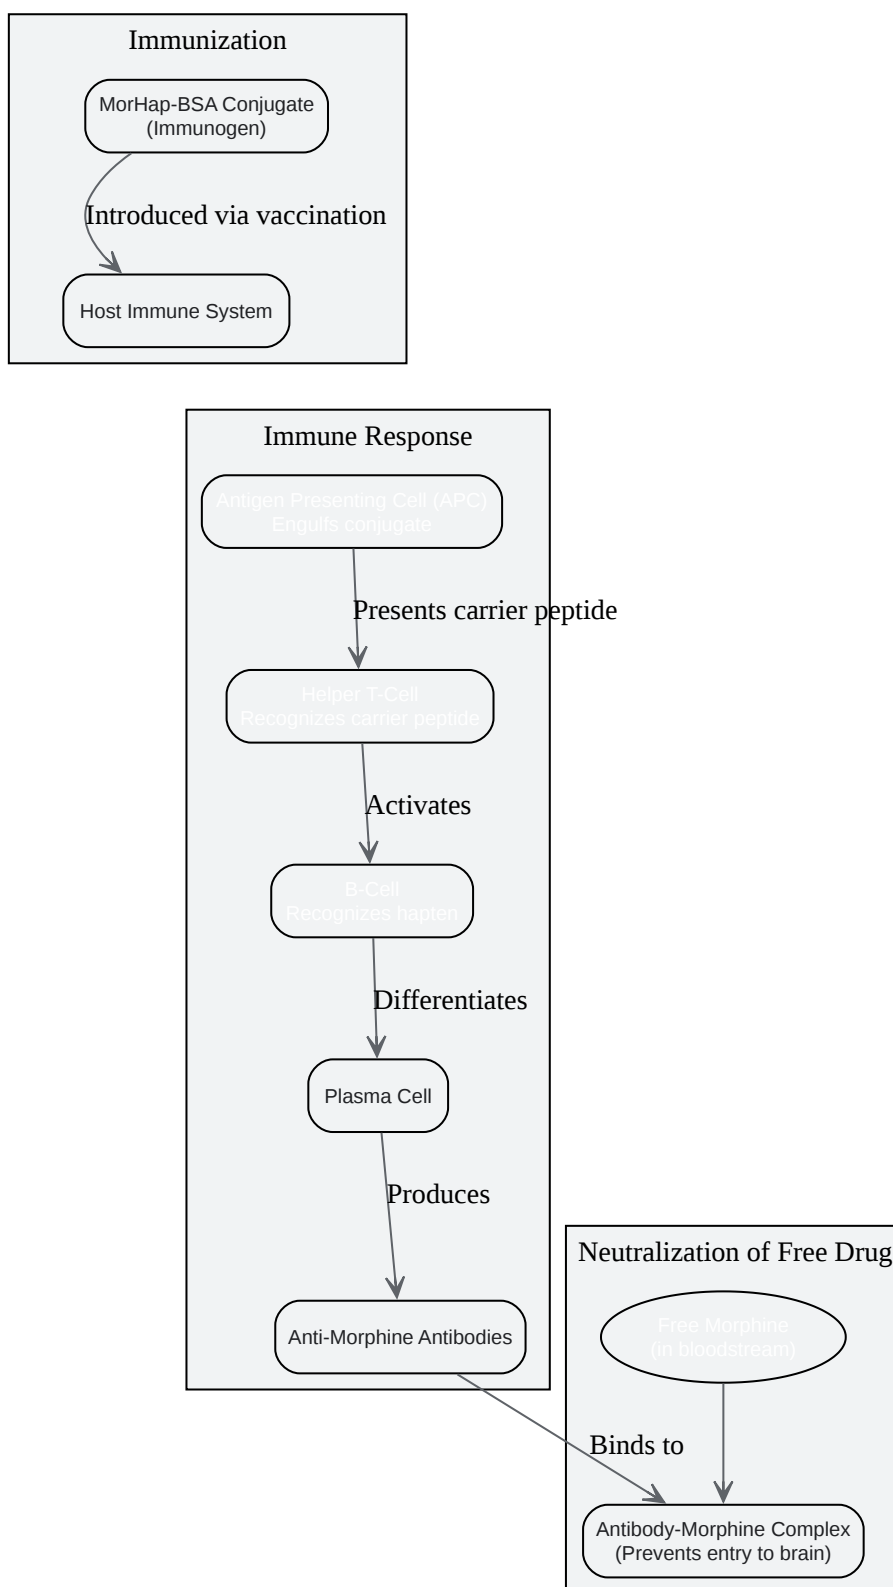 Immunization
MorHap-BSA Conjugate
(Immunogen)
Introduced via vaccination
Host Immune System
Immune Response
Antigen Presenting Cell (APC)
Engulfs conjugate
Presents carrier peptide
Helper T-Cell
Recognizes carrier peptide
Activates
B-Cell
Recognizes hapten
Differentiates
Plasma Cell
Produces
Anti-Morphine Antibodies
Neutralization of Free Drug
Free Morphine
(in bloodstream)
Binds to
Antibody-Morphine Complex
(Prevents entry to brain)